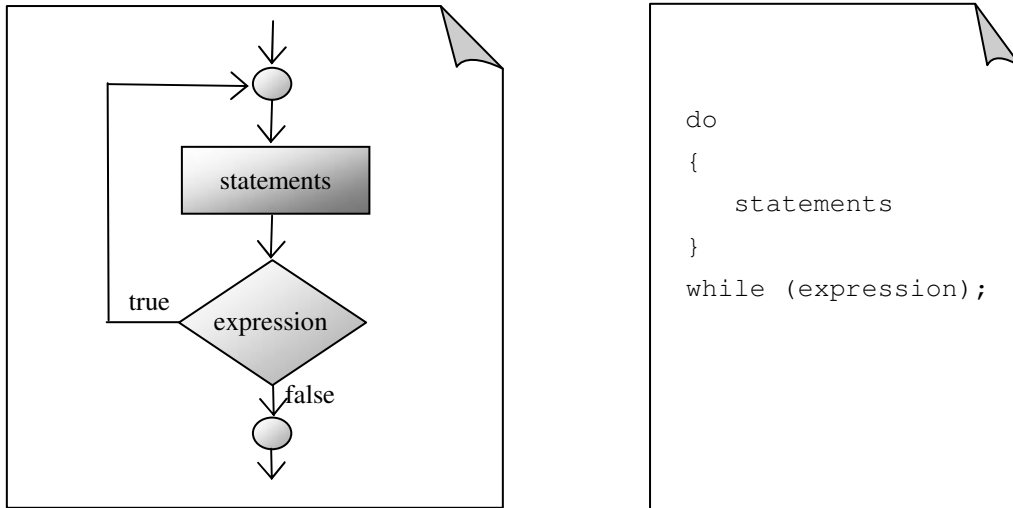 statements
true
expression
false
do
{
statements
}
while (expression);